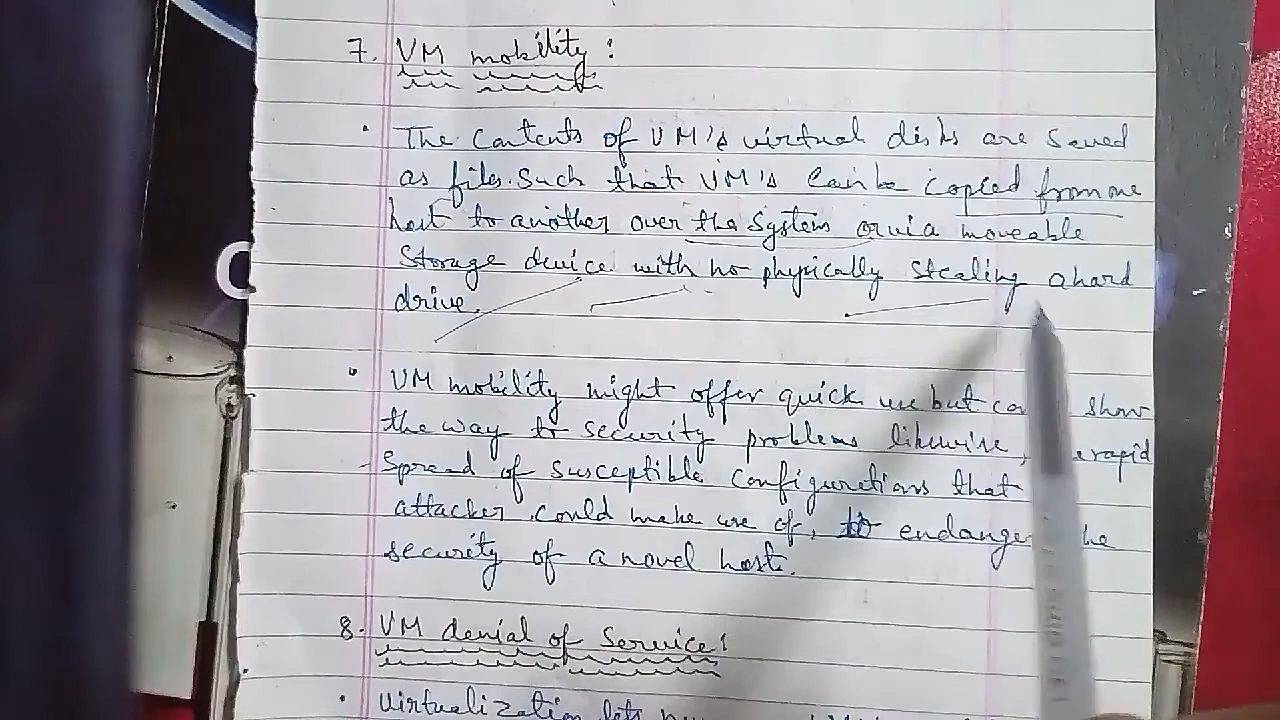 7. VM mobility :
• The contents of VM's virtual disks are saved
as files. Such that VM's can be copied from one
host to another over the system or via moveable
storage device with no physically stealing a hard
drive.
• VM mobility might offer quick use but show
the way to security problems likewise, rapid
spread of susceptible configurations that
attacker could make use of, to endanger
security of a novel host.
8. VM denial of Service :
• Virtualization lets